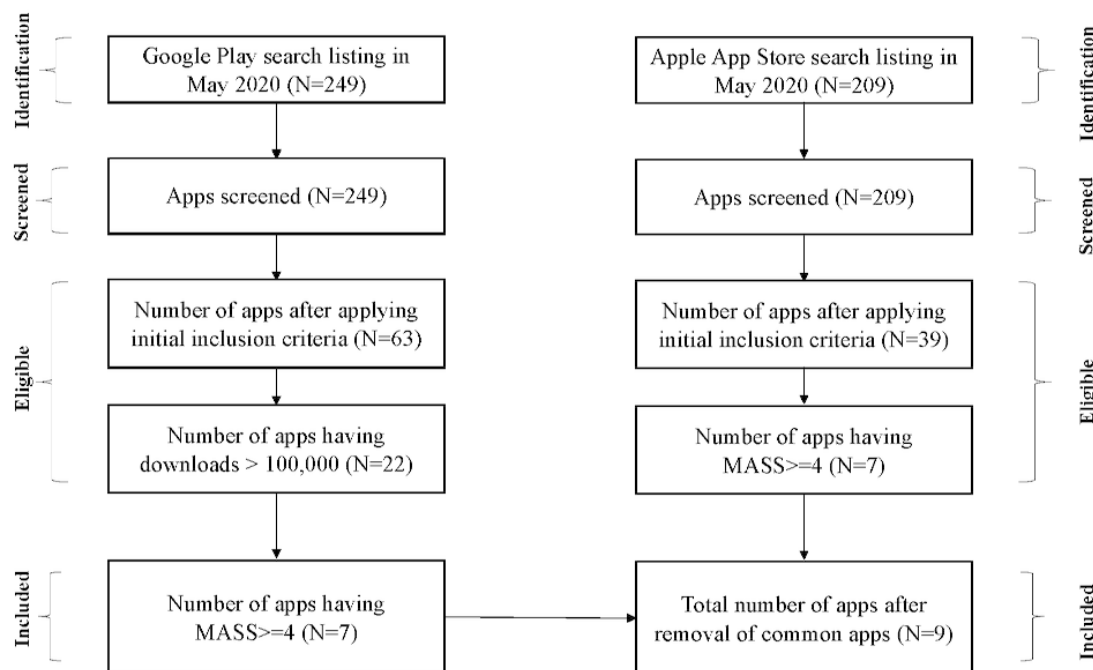 Identification
Google Play search listing in
May 2020 (N=249)
Apple App Store search listing in
May 2020 (N=209)
Identification
Screened
Apps screened (N=249)
Apps screened (N=209)
Screened
Eligible
Number of apps after applying
initial inclusion criteria (N=63)
Number of apps after applying
initial inclusion criteria (N=39)
Eligible
Number of apps having
downloads > 100,000 (N=22)
Number of apps having
MASS>=4 (N=7)
Included
Number of apps having
MASS>=4 (N=7)
Total number of apps after
removal of common apps (N=9)
Included